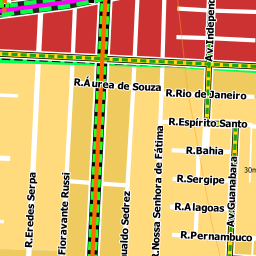 Av.Independ
R.Áurea de Souza
R.Rio de Janeiro
R.Espírito Santo
R.Bahia
R.Sergipe
R.Alagoas
R.Pernambuco
R.Eredes Serpa
Fioravante Russi
ualdo Sedrez
R.Nossa Senhora de Fátima
Av.Guanabara
30m